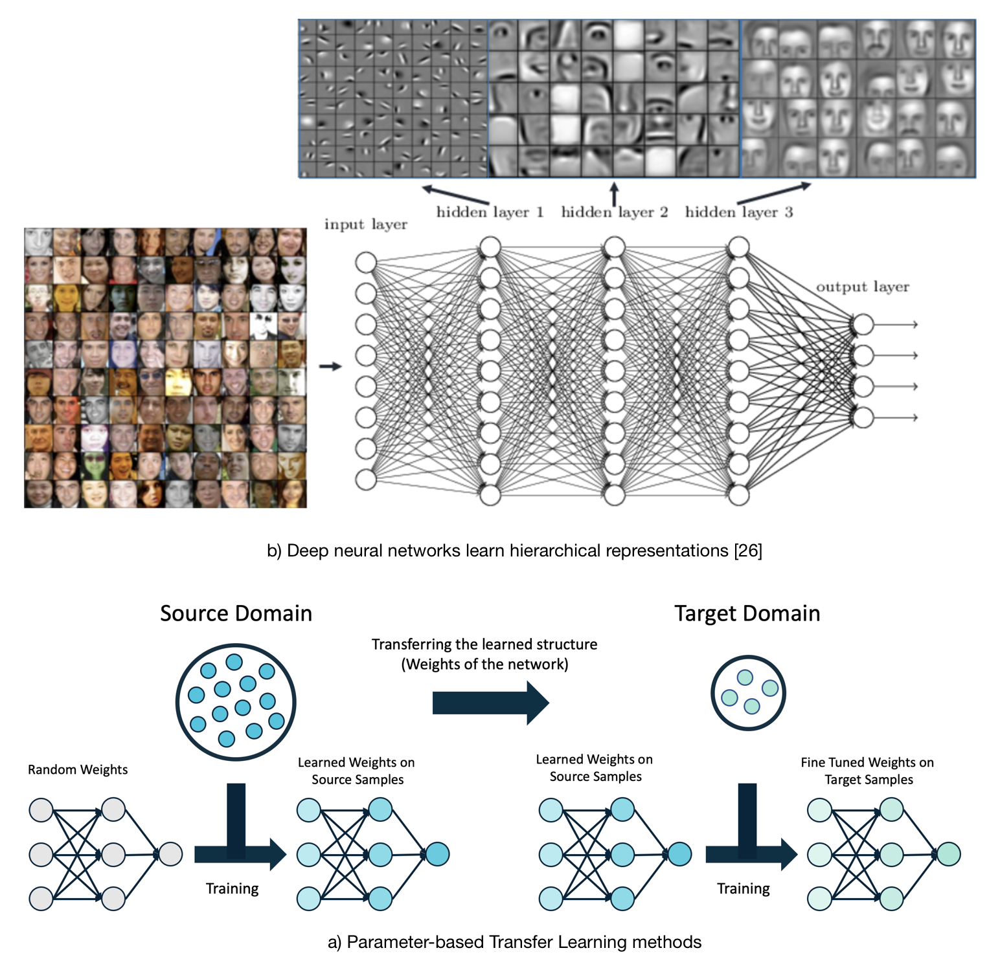 hidden layer 1
hidden layer 2
hidden layer 3
input layer
output layer
b) Deep neural networks learn hierarchical representations [26]
Source Domain
Target Domain
Transferring the learned structure
(Weights of the network)
Random Weights
Learned Weights on
Source Samples
Learned Weights on
Source Samples
Fine Tuned Weights on
Target Samples
Training
Training
a) Parameter-based Transfer Learning methods